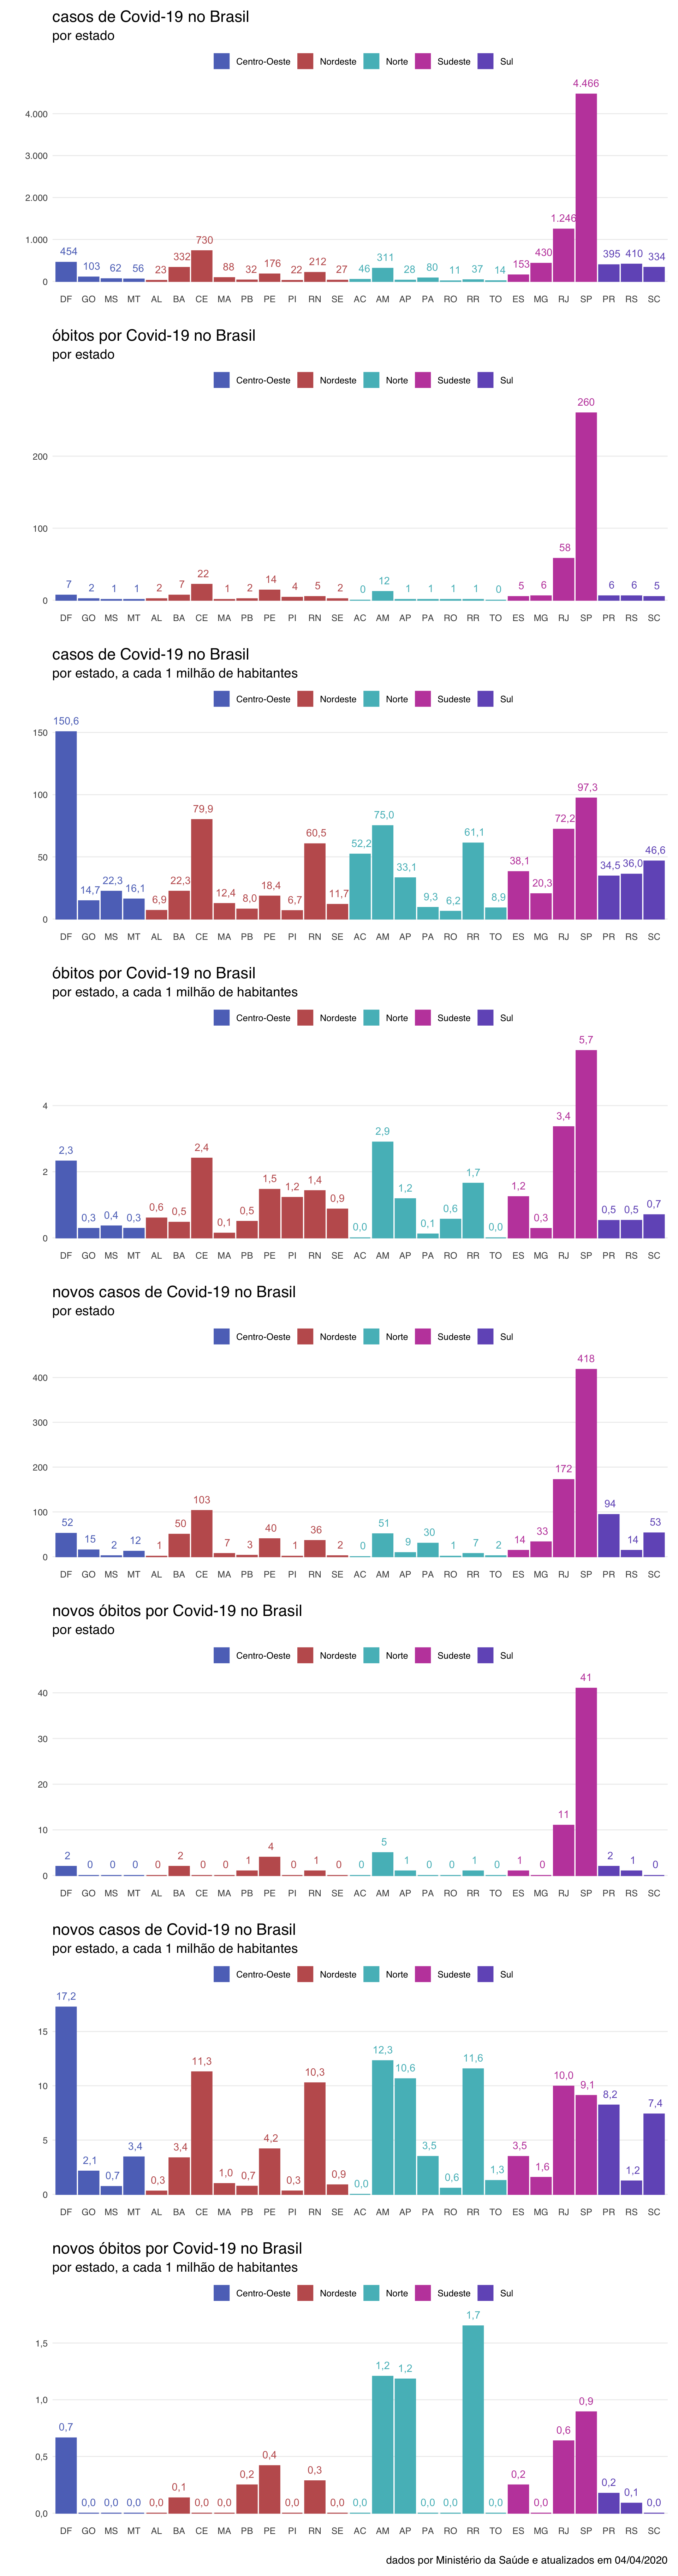 casos de Covid-19 no Brasil
por estado
Centro-Oeste Nordeste Norte Sudeste Sul
4.466
4.000
3.000
2.000
1.246
1.000
730
454 103 62 56 23 332 88 32 176 22 212 27 46 311 28 80 11 37 14 153 430 395 410 334
0
DF GO MS MT AL BA CE MA PB PE PI RN SE AC AM AP PA RO RR TO ES MG RJ SP PR RS SC
óbitos por Covid-19 no Brasil
por estado
Centro-Oeste Nordeste Norte Sudeste Sul
260
200
100
58
7 2 1 1 2 7 22 1 2 14 4 5 2 0 12 1 1 1 1 0 5 6 6 6 5
0
DF GO MS MT AL BA CE MA PB PE PI RN SE AC AM AP PA RO RR TO ES MG RJ SP PR RS SC
casos de Covid-19 no Brasil
por estado, a cada 1 milhão de habitantes
Centro-Oeste Nordeste Norte Sudeste Sul
150,6
150
100
50
14,7 22,3 16,1 6,9 22,3 79,9 12,4 8,0 18,4 6,7 60,5 11,7 52,2 75,0 33,1 9,3 6,2 61,1 8,9 38,1 20,3 72,2 97,3 34,5 36,0 46,6
0
DF GO MS MT AL BA CE MA PB PE PI RN SE AC AM AP PA RO RR TO ES MG RJ SP PR RS SC
óbitos por Covid-19 no Brasil
por estado, a cada 1 milhão de habitantes
Centro-Oeste Nordeste Norte Sudeste Sul
5,7
4
2
2,3 0,3 0,4 0,3 0,6 0,5 2,4 0,1 0,5 1,5 1,2 1,4 0,9 0,0 2,9 1,2 0,1 0,6 1,7 0,0 1,2 0,3 3,4 0,5 0,5 0,7
0
DF GO MS MT AL BA CE MA PB PE PI RN SE AC AM AP PA RO RR TO ES MG RJ SP PR RS SC
novos casos de Covid-19 no Brasil
por estado
Centro-Oeste Nordeste Norte Sudeste Sul
418
400
300
200
100
52 15 2 12 1 50 103 7 3 40 1 36 2 0 51 9 30 1 7 2 14 33 172 94 14 53
0
DF GO MS MT AL BA CE MA PB PE PI RN SE AC AM AP PA RO RR TO ES MG RJ SP PR RS SC
novos óbitos por Covid-19 no Brasil
por estado
Centro-Oeste Nordeste Norte Sudeste Sul
41
40
30
20
10
2 0 0 0 0 2 0 0 1 4 0 1 0 0 5 1 0 0 1 0 1 0 11 2 1 0
0
DF GO MS MT AL BA CE MA PB PE PI RN SE AC AM AP PA RO RR TO ES MG RJ SP PR RS SC
novos casos de Covid-19 no Brasil
por estado, a cada 1 milhão de habitantes
Centro-Oeste Nordeste Norte Sudeste Sul
17,2
15
10
5
2,1 0,7 3,4 0,3 3,4 11,3 1,0 0,7 4,2 0,3 10,3 0,9 0,0 12,3 10,6 3,5 0,6 11,6 1,3 3,5 1,6 10,0 9,1 8,2 1,2 7,4
0
DF GO MS MT AL BA CE MA PB PE PI RN SE AC AM AP PA RO RR TO ES MG RJ SP PR RS SC
novos óbitos por Covid-19 no Brasil
por estado, a cada 1 milhão de habitantes
Centro-Oeste Nordeste Norte Sudeste Sul
1,7
1,5
1,0
0,5
0,7 0,0 0,0 0,0 0,0 0,1 0,0 0,0 0,2 0,4 0,0 0,3 0,0 0,0 1,2 1,2 0,0 0,0 0,0 0,2 0,0 0,6 0,9 0,2 0,1 0,0
0,0
DF GO MS MT AL BA CE MA PB PE PI RN SE AC AM AP PA RO RR TO ES MG RJ SP PR RS SC
dados por Ministério da Saúde e atualizados em 04/04/2020